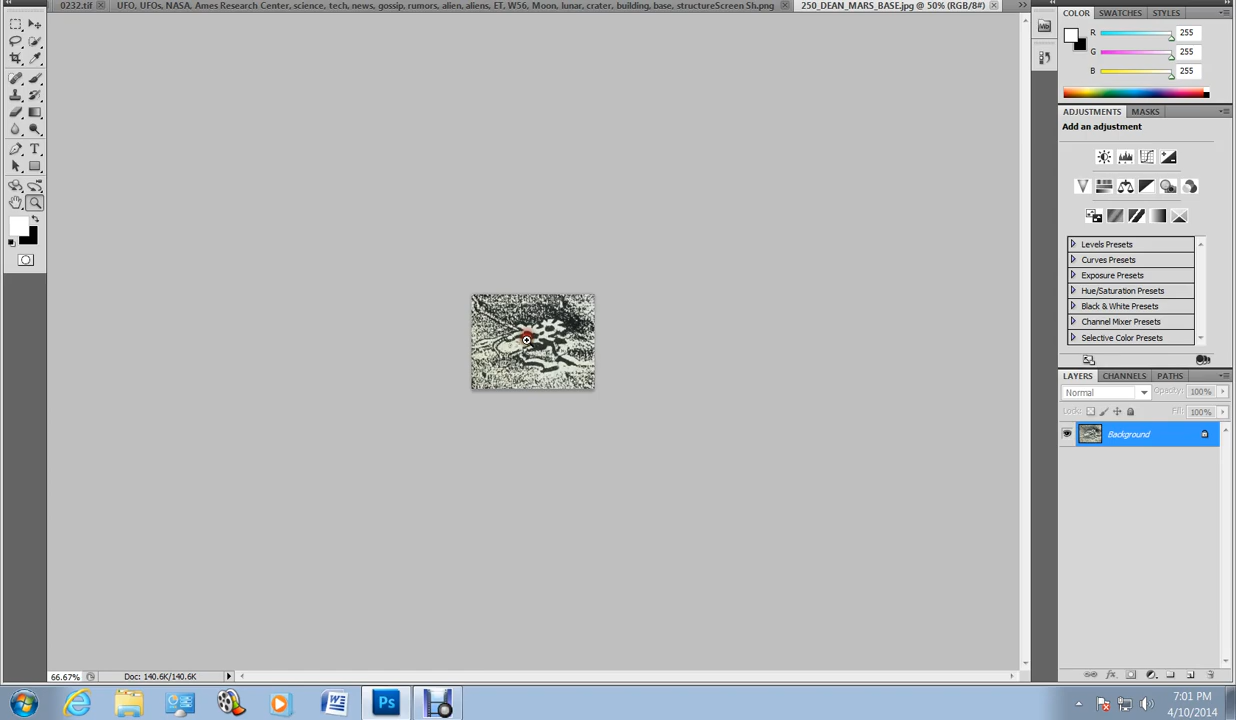 0232.tif
UFO, UFOs, NASA, Ames Research Center, science, tech, news, gossip, rumors, alien, aliens, ET, W56, Moon, lunar, crater, building, base, structureScreen Sh.png
250_DEAN_MARS_BASE.jpg @ 50% (RGB/8#)
COLOR SWATCHES STYLES
R 255
G 255
B 255
ADJUSTMENTS MASKS
Add an adjustment
Levels Presets
Curves Presets
Exposure Presets
Hue/Saturation Presets
Black & White Presets
Channel Mixer Presets
Selective Color Presets
LAYERS CHANNELS PATHS
Normal Opacity: 100%
Lock: Fill: 100%
Background
66.67% Doc: 140.6K/140.6K
Ps
7:01 PM
4/10/2014